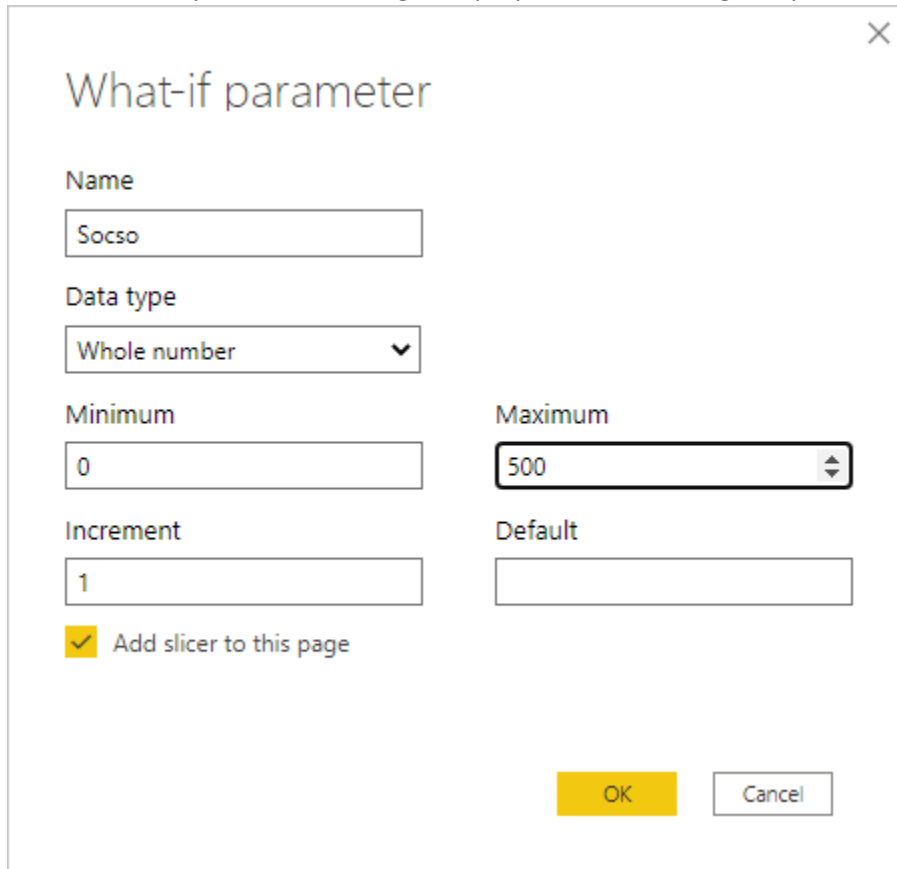 What-if parameter
Name
Socso
Data type
Whole number
Minimum Maximum
0 500
Increment Default
1
Add slicer to this page
OK Cancel